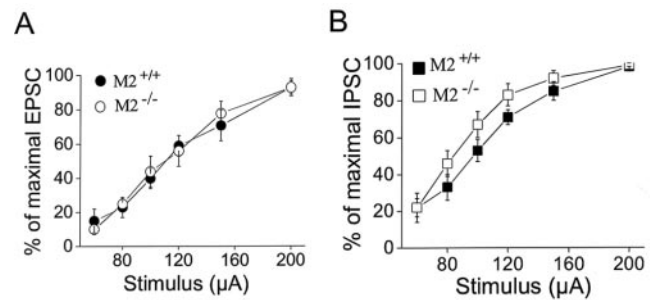 A
M2 +/+
M2 -/-
% of maximal EPSC
100
80
60
40
20
0
80 120 160 200
Stimulus (µA)
B
M2 +/+
M2 -/-
% of maximal IPSC
100
80
60
40
20
0
80 120 160 200
Stimulus (µA)